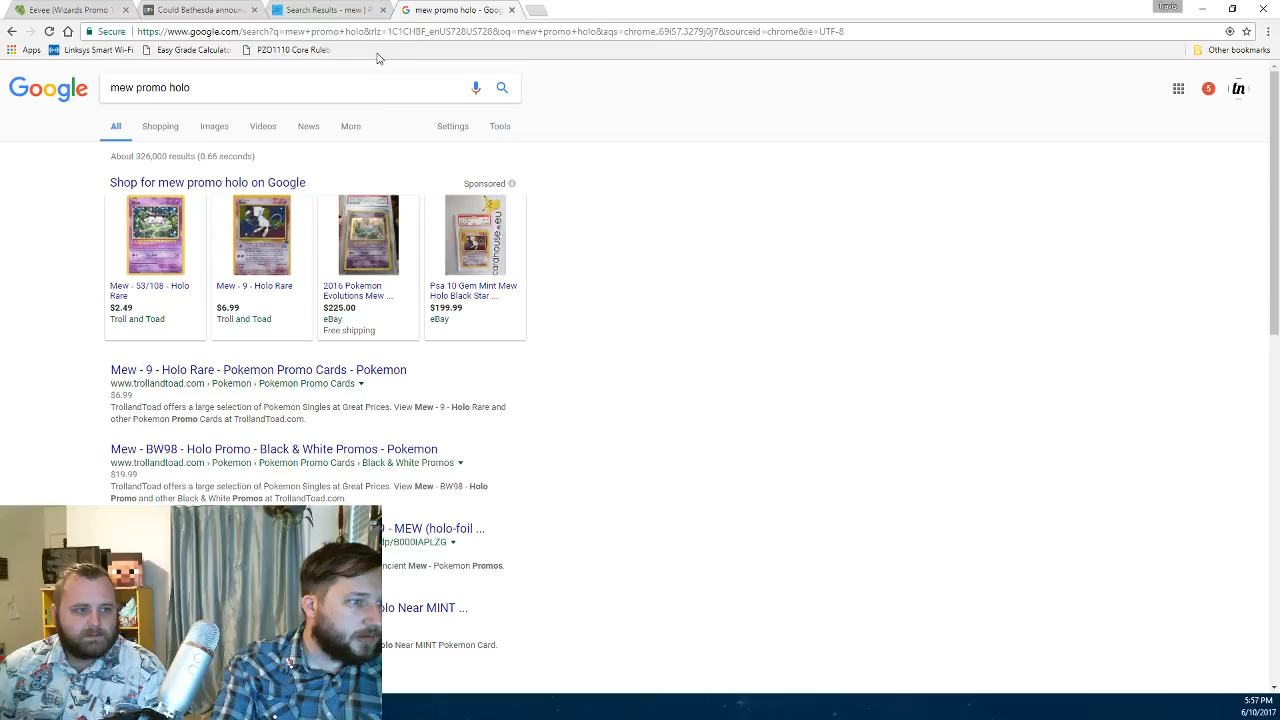 Eevee (Wizards Promo
Could Bethesda announ
Search Results - mew | P
mew promo holo - Goog
Travis
Secure
https://www.google.com/search?q=mew+promo+holo&rlz=1C1CHBF_enUS728US728&oq=mew+promo+holo&aqs=chrome..69i57.3279j0j7&sourceid=chrome&ie=UTF-8
Apps
Linksys Smart Wi-Fi
Easy Grade Calculato
PZO1110 Core Ruleb
Other bookmarks
Google
mew promo holo
5
tn
All
Shopping
Images
Videos
News
More
Settings
Tools
About 326,000 results (0.66 seconds)
Shop for mew promo holo on Google
Sponsored
Mew - 53/108 - Holo
Rare
$2.49
Troll and Toad
Mew - 9 - Holo Rare
$6.99
Troll and Toad
2016 Pokemon
Evolutions Mew ...
$225.00
eBay
Free shipping
Psa 10 Gem Mint Mew
Holo Black Star ...
$199.99
eBay
Mew - 9 - Holo Rare - Pokemon Promo Cards - Pokemon
www.trollandtoad.com › Pokemon › Pokemon Promo Cards
$6.99
TrollandToad offers a large selection of Pokemon Singles at Great Prices. View Mew - 9 - Holo Rare and
other Pokemon Promo Cards at TrollandToad.com.
Mew - BW98 - Holo Promo - Black & White Promos - Pokemon
www.trollandtoad.com › Pokemon › Pokemon Promo Cards › Black & White Promos
$19.99
TrollandToad offers a large selection of Pokemon Singles at Great Prices. View Mew - BW98 - Holo
Promo and other Black & White Promos at TrollandToad.com.
9 - MEW (holo-foil ...
dp/B000IAPLZG
ncient Mew - Pokemon Promos.
olo Near MINT ...
olo Near MINT Pokemon Card.
5:57 PM
6/10/2017